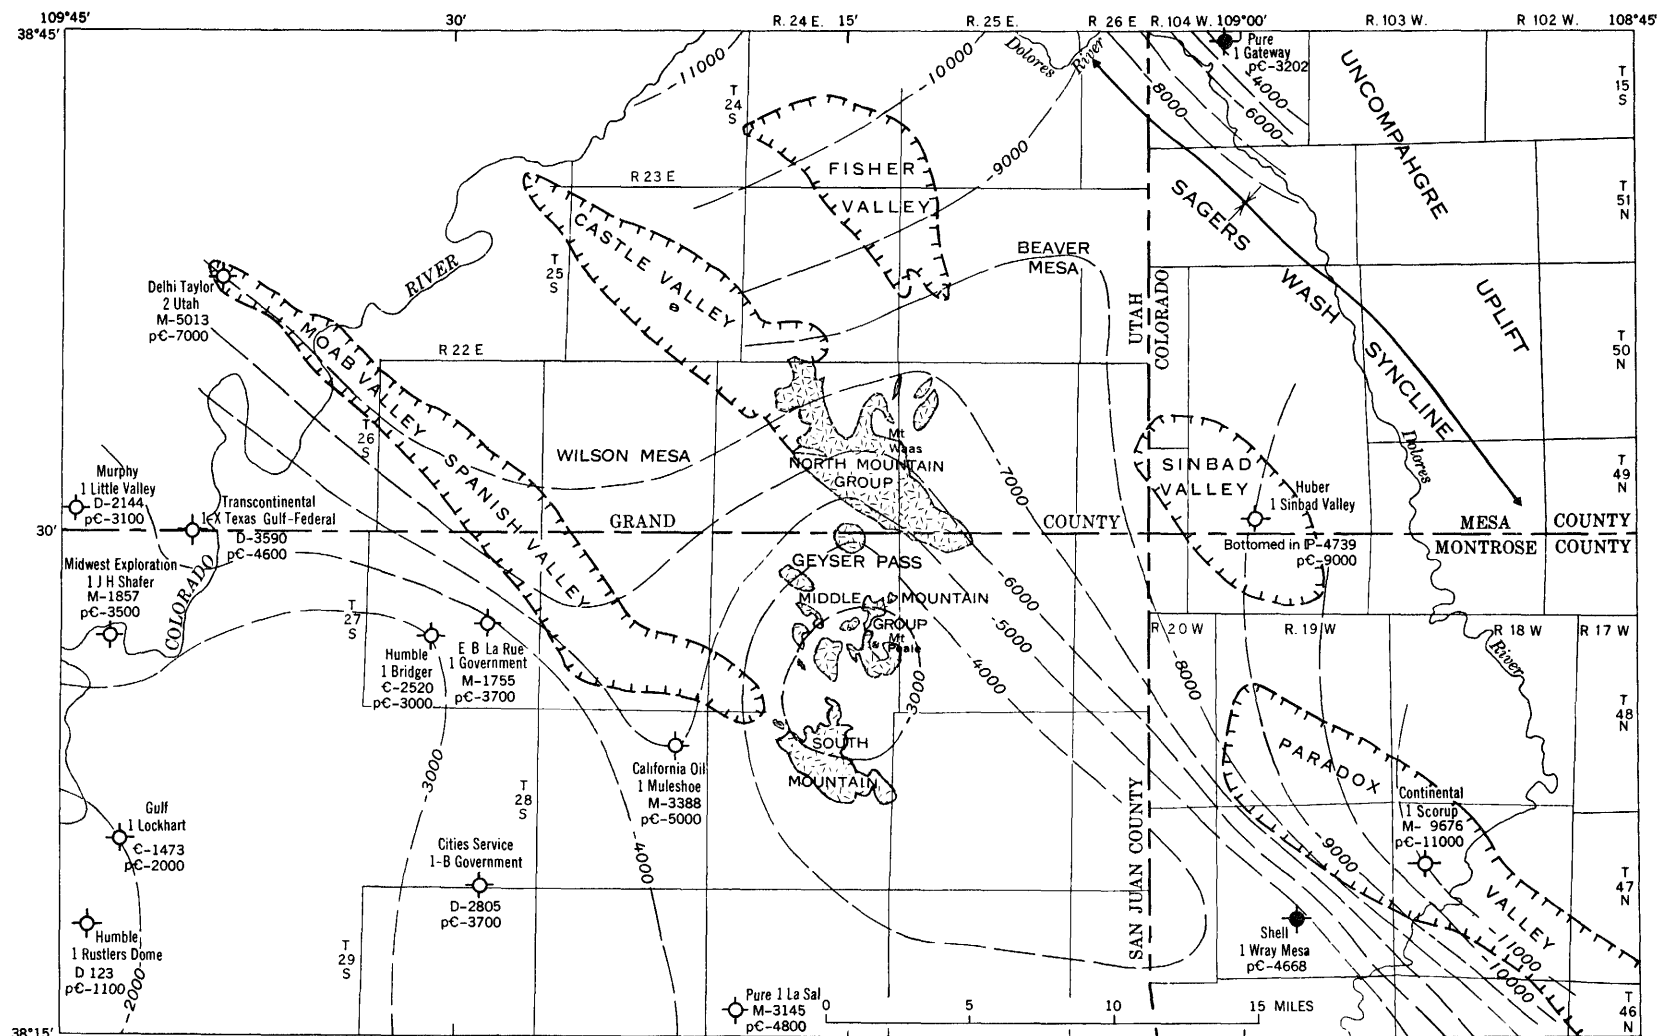 109°45'
30'
R. 24 E. 15'
R. 25 E.
R. 26 E
R. 104 W. 109°00'
R. 103 W.
R 102 W.
108°45'
38°45'
-11000
-10000
Dolores
River
-8000
Pure
1 Gateway
p€-3202
-4000
-6000
UNCOMPAHGRE
T
15
S
T
24
S
-9000
FISHER
VALLEY
R 23 E
SAGERS
T
51
N
CASTLE VALLEY
T
25
S
BEAVER
MESA
RIVER
Delhi Taylor
2 Utah
M-5013
p€-7000
MOAB VALLEY
UTAH
COLORADO
WASH
UPLIFT
R 22 E
T
50
N
SYNCLINE
T
26
S
WILSON MESA
Mt
Waas
NORTH MOUNTAIN
GROUP
-7000
SINBAD
VALLEY
Dolores
T
49
N
SPANISH VALLEY
Murphy
1 Little Valley
D-2144
p€-3100
Transcontinental
1-X Texas Gulf-Federal
D-3590
p€-4600
Huber
1 Sinbad Valley
30'
GRAND
COUNTY
MESA
COUNTY
MONTROSE
COUNTY
Bottomed in IP-4739
p€-9000
GEYSER PASS
Midwest Exploration
1 J H Shafer
M-1857
p€-3500
COLORADO
MIDDLE MOUNTAIN
GROUP
Mt
Peale
-6000
-5000
-4000
-3000
-8000
T
27
S
R 20 W
R. 19 W
R 18 W
R 17 W
River
Humble
1 Bridger
€-2520
p€-3000
E B La Rue
1 Government
M-1755
p€-3700
T
48
N
SOUTH
MOUNTAIN
PARADOX
-3000
California Oil
1 Muleshoe
M-3388
p€-5000
T
28
S
SAN JUAN COUNTY
Continental
1 Scorup
M- 9676
p€-11000
Gulf
1 Lockhart
€-1473
p€-2000
Cities Service
1-B Government
D-2805
p€-3700
-4000
-9000
T
47
N
VALLEY
Humble
1 Rustlers Dome
D 123
p€-1100
-2000
T
29
S
Shell
1 Wray Mesa
p€-4668
-11000
-10000
Pure 1 La Sal
M-3145
p€-4800
0 5 10 15 MILES
T
46
N
38°15'